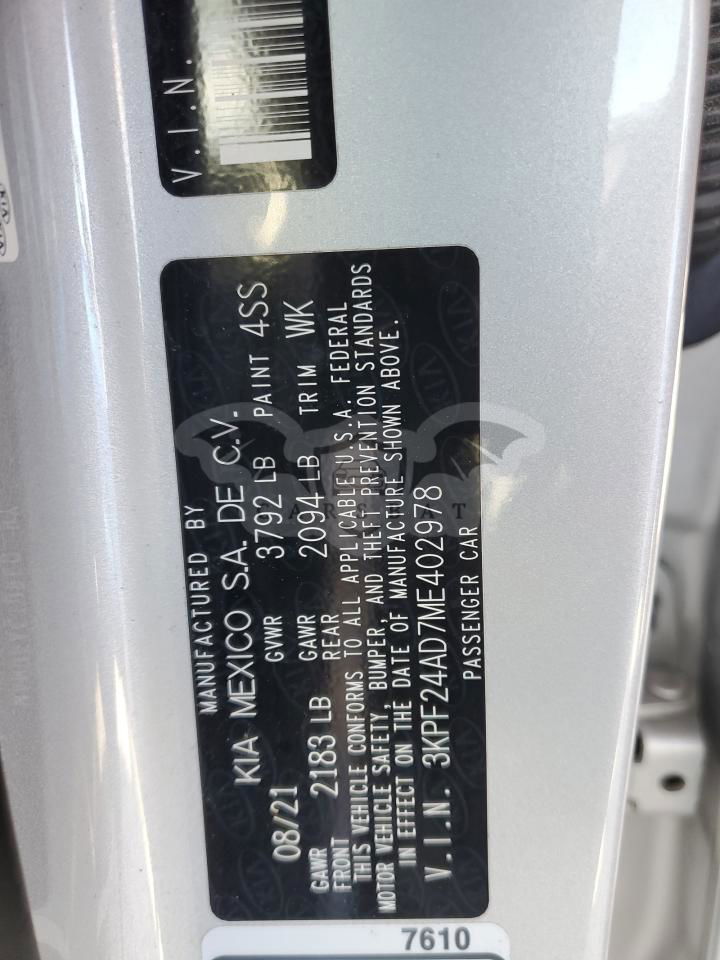 V.I.N.
MANUFACTURED BY
KIA MEXICO S.A. DE C.V.
08/21 GVWR 3792 LB PAINT 4SS
GAWR FRONT 2183 LB GAWR REAR 2094 LB TRIM WK
THIS VEHICLE CONFORMS TO ALL APPLICABLE U.S.A. FEDERAL
MOTOR VEHICLE SAFETY, BUMPER, AND THEFT PREVENTION STANDARDS
IN EFFECT ON THE DATE OF MANUFACTURE SHOWN ABOVE.
V.I.N. 3KPF24AD7ME402978
PASSENGER CAR
7610